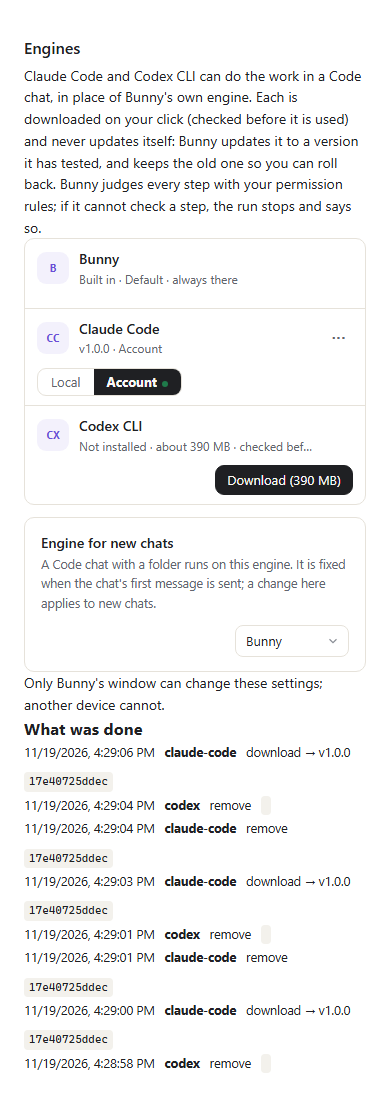 Engines
Claude Code and Codex CLI can do the work in a Code
chat, in place of Bunny's own engine. Each is
downloaded on your click (checked before it is used)
and never updates itself: Bunny updates it to a version
it has tested, and keeps the old one so you can roll
back. Bunny judges every step with your permission
rules; if it cannot check a step, the run stops and says
so.
B
Bunny
Built in · Default · always there
CC
Claude Code
v1.0.0 · Account
...
Local
Account
CX
Codex CLI
Not installed · about 390 MB · checked bef...
Download (390 MB)
Engine for new chats
A Code chat with a folder runs on this engine. It is fixed
when the chat's first message is sent; a change here
applies to new chats.
Bunny
Only Bunny's window can change these settings;
another device cannot.
What was done
11/19/2026, 4:29:06 PM claude-code download → v1.0.0
17e40725ddec
11/19/2026, 4:29:04 PM codex remove
11/19/2026, 4:29:04 PM claude-code remove
17e40725ddec
11/19/2026, 4:29:03 PM claude-code download → v1.0.0
17e40725ddec
11/19/2026, 4:29:01 PM codex remove
11/19/2026, 4:29:01 PM claude-code remove
17e40725ddec
11/19/2026, 4:29:00 PM claude-code download → v1.0.0
17e40725ddec
11/19/2026, 4:28:58 PM codex remove